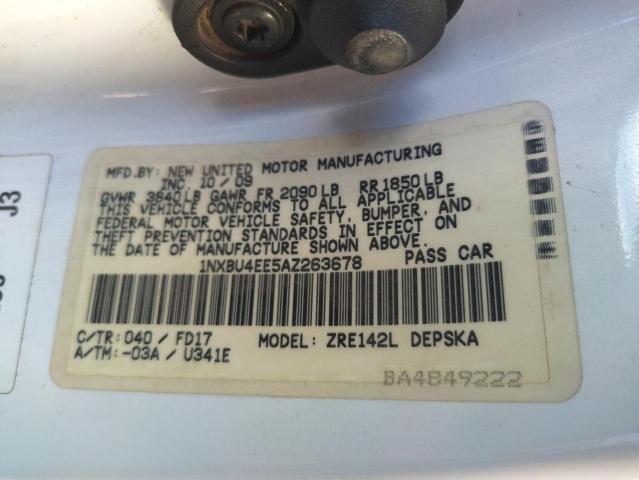 MFD.BY: NEW UNITED MOTOR MANUFACTURING
INC. 10/09
GVWR 3640LB GAWR FR 2090LB RR1850LB
THIS VEHICLE CONFORMS TO ALL APPLICABLE
FEDERAL MOTOR VEHICLE SAFETY, BUMPER, AND
THEFT PREVENTION STANDARDS IN EFFECT ON
THE DATE OF MANUFACTURE SHOWN ABOVE.
1NXBU4EE5AZ263678 PASS CAR
C/TR: 040 / FD17 MODEL: ZRE142L DEPSKA
A/TM: -03A / U341E
BA4849222
J3